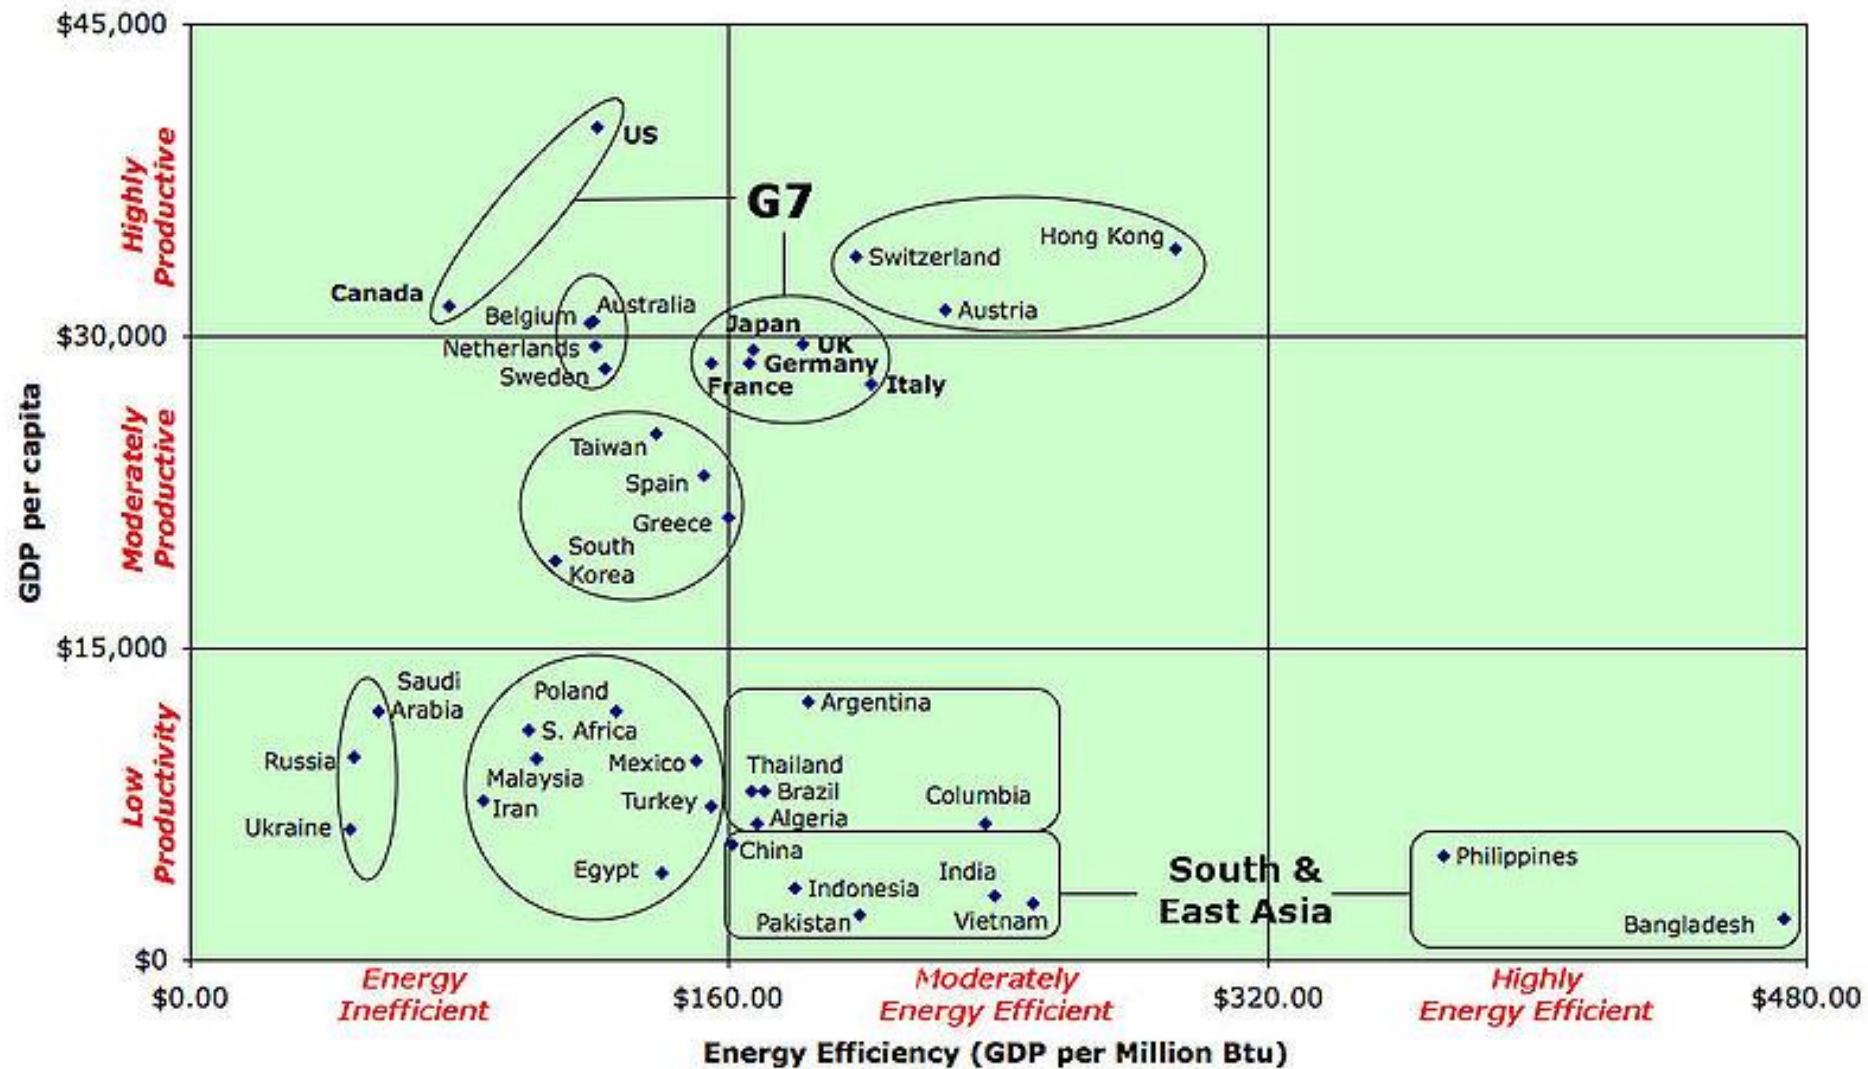 $45,000
US
Highly
Productive
G7
Hong Kong
Switzerland
Canada
Australia
Austria
Belgium
Japan
$30,000
UK
Netherlands
Germany
Sweden
France
Italy
GDP per capita
Moderately
Productive
Taiwan
Spain
Greece
South
Korea
$15,000
Saudi
Arabia
Poland
Argentina
S. Africa
Russia
Mexico
Thailand
Malaysia
Brazil
Columbia
Iran
Turkey
Low
Productivity
Algeria
Ukraine
China
South &
East Asia
Philippines
Egypt
India
Indonesia
Pakistan
Vietnam
Bangladesh
$0
Energy
Inefficient
Moderately
Energy Efficient
Highly
Energy Efficient
$0.00
$160.00
$320.00
$480.00
Energy Efficiency (GDP per Million Btu)